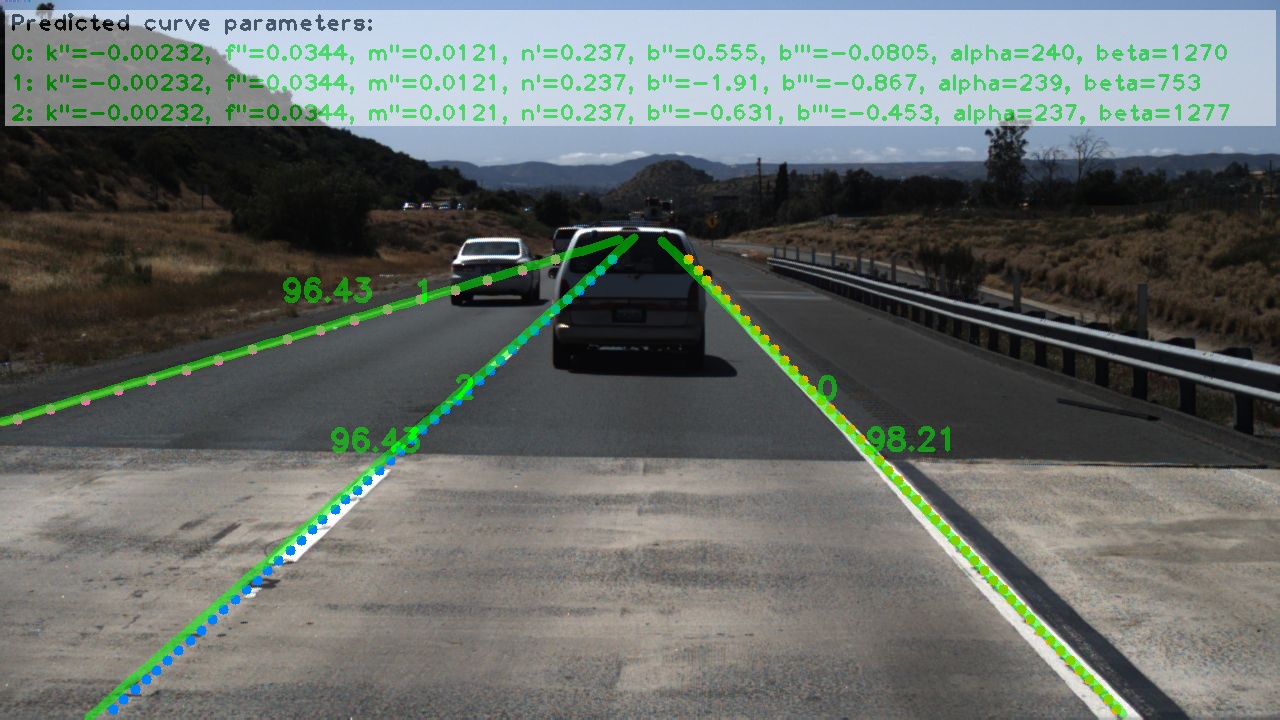 Predicted curve parameters:
0: k''=-0.00232, f''=0.0344, m''=0.0121, n'=0.237, b''=0.555, b'''=-0.0805, alpha=240, beta=1270
1: k''=-0.00232, f''=0.0344, m''=0.0121, n'=0.237, b''=-1.91, b'''=-0.867, alpha=239, beta=753
2: k''=-0.00232, f''=0.0344, m''=0.0121, n'=0.237, b''=-0.631, b'''=-0.453, alpha=237, beta=1277
96.43 1
2 0
96.43 98.21